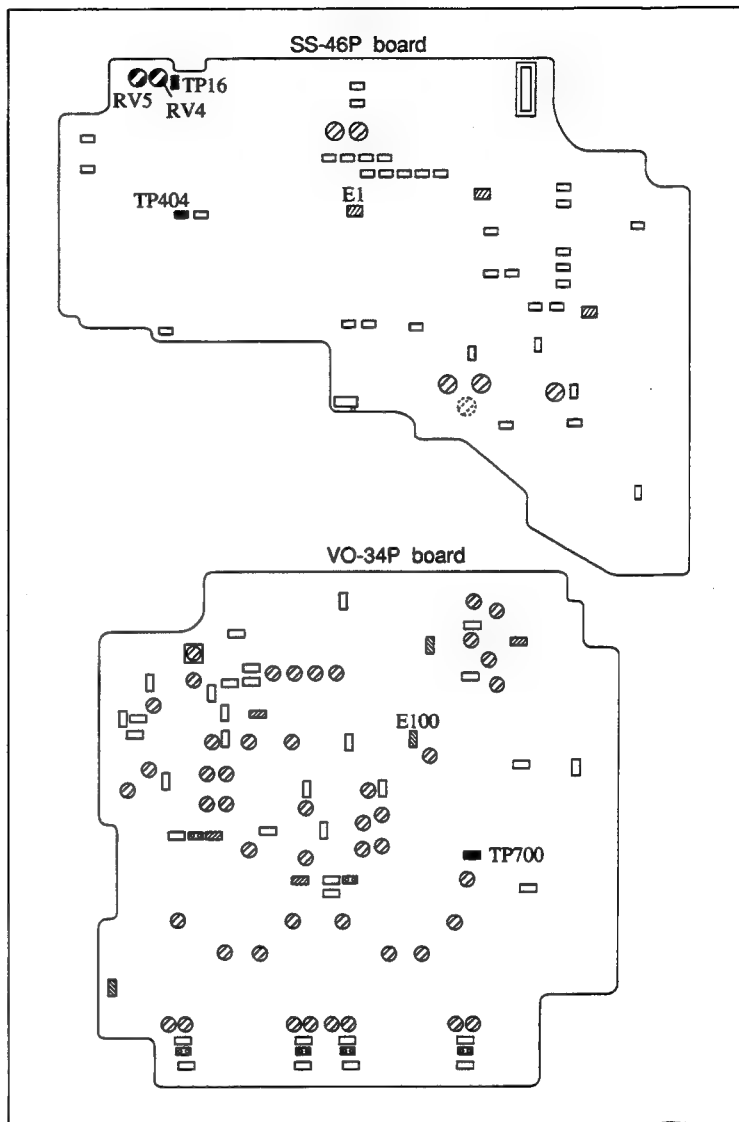 SS-46P board
TP16
RV5
RV4
TP404
E1
VO-34P board
E100
TP700